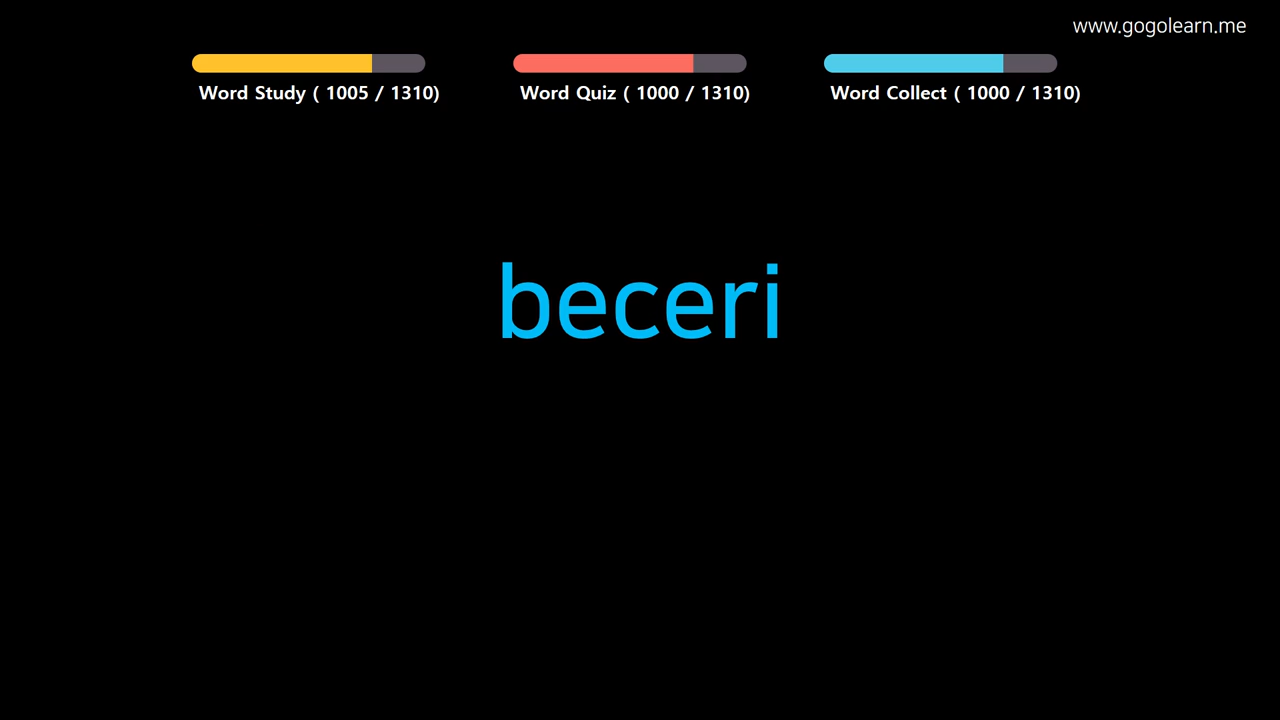 www.gogolearn.me
Word Study ( 1005 / 1310)
Word Quiz ( 1000 / 1310)
Word Collect ( 1000 / 1310)
beceri